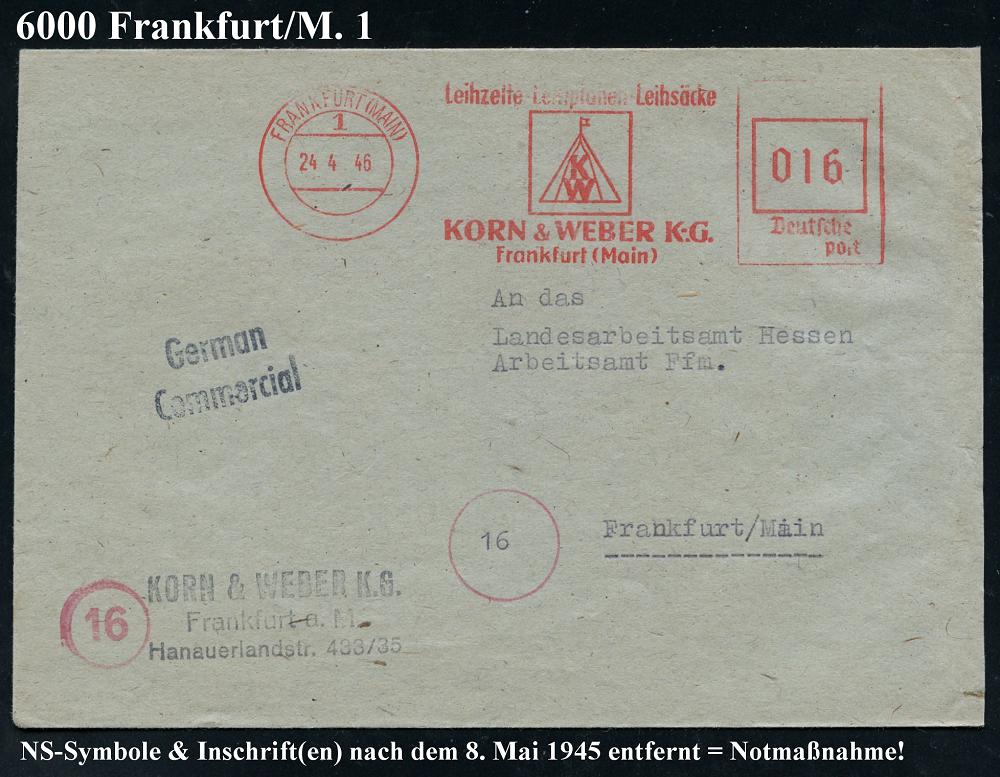 6000 Frankfurt/M. 1
FRANKFURT (MAIN)
1
24 4 46
Leihzelte-Leihplanen-Leihsäcke
K
W
KORN & WEBER K.-G.
Frankfurt (Main)
016
Deutsche
post
An das
Landesarbeitsamt Hessen
Arbeitsamt Ffm.
German
Commercial
16
Frankfurt/Main
16
KORN & WEBER K.G.
Frankfurt a. M.
Hanauerlandstr. 433/35
NS-Symbole & Inschrift(en) nach dem 8. Mai 1945 entfernt = Notmaßnahme!